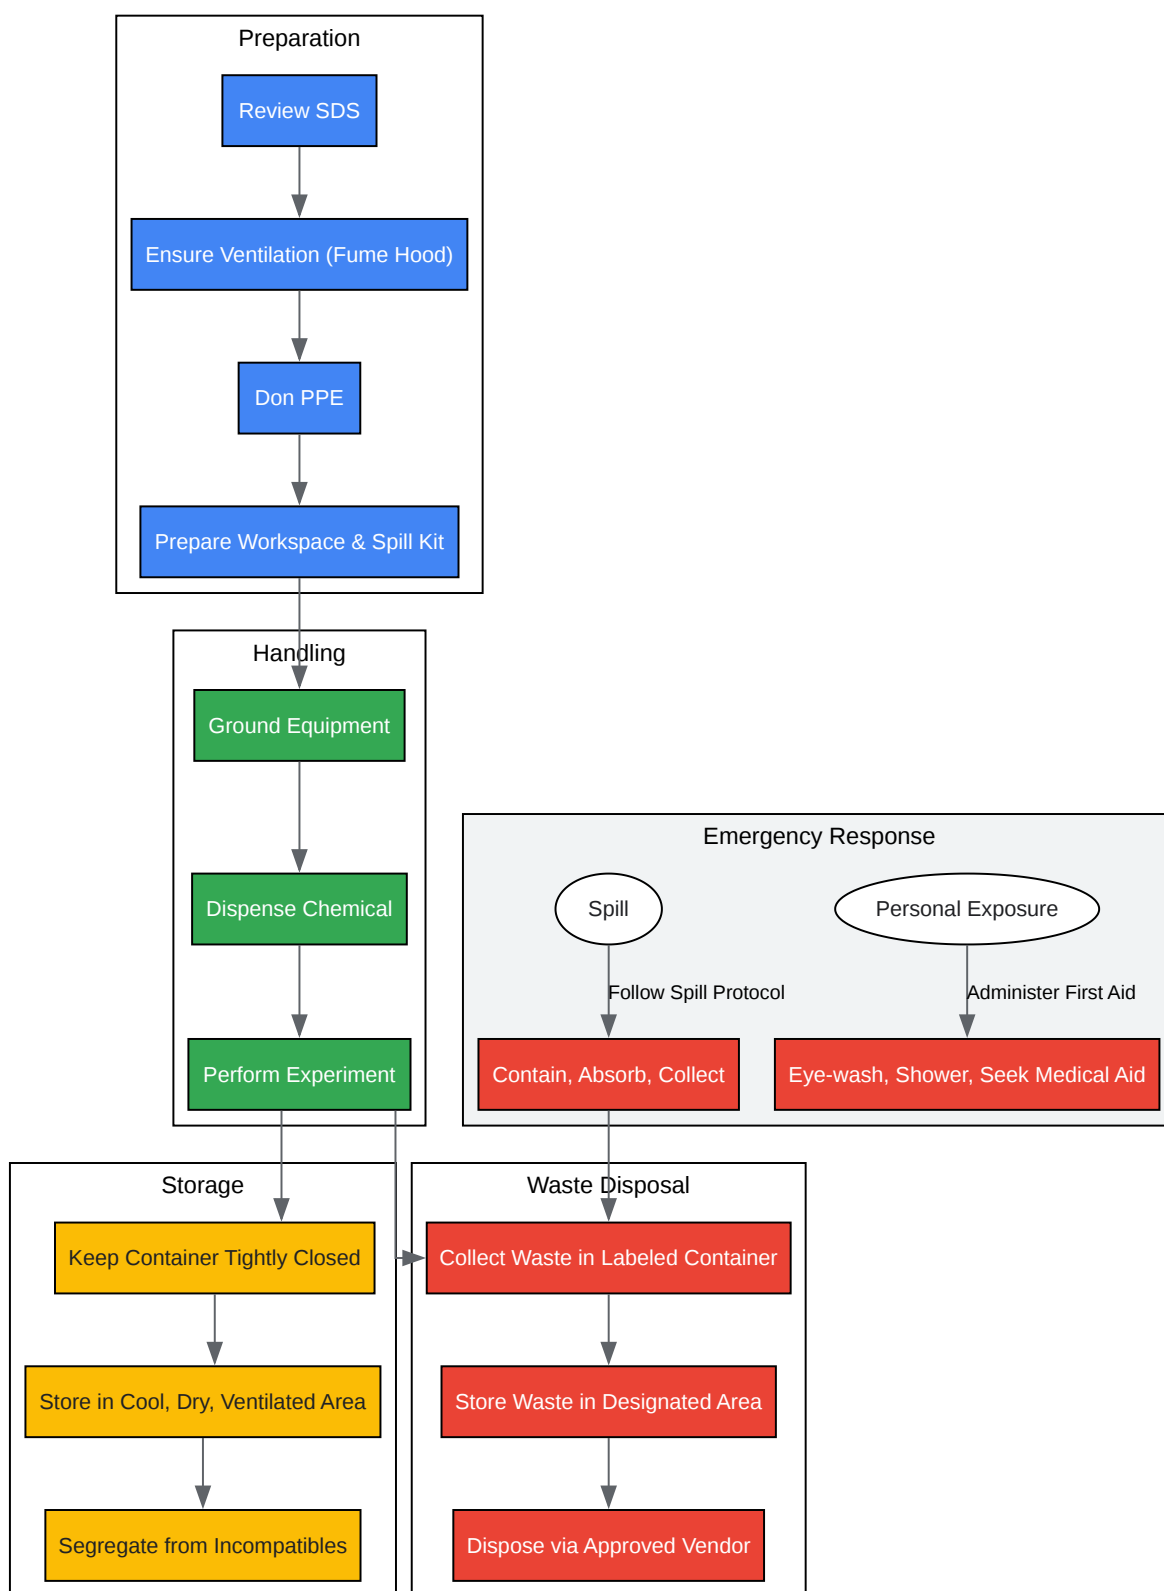 Preparation
Review SDS
Ensure Ventilation (Fume Hood)
Don PPE
Prepare Workspace & Spill Kit
Handling
Ground Equipment
Dispense Chemical
Perform Experiment
Emergency Response
Spill
Personal Exposure
Follow Spill Protocol
Administer First Aid
Contain, Absorb, Collect
Eye-wash, Shower, Seek Medical Aid
Storage
Keep Container Tightly Closed
Store in Cool, Dry, Ventilated Area
Segregate from Incompatibles
Waste Disposal
Collect Waste in Labeled Container
Store Waste in Designated Area
Dispose via Approved Vendor